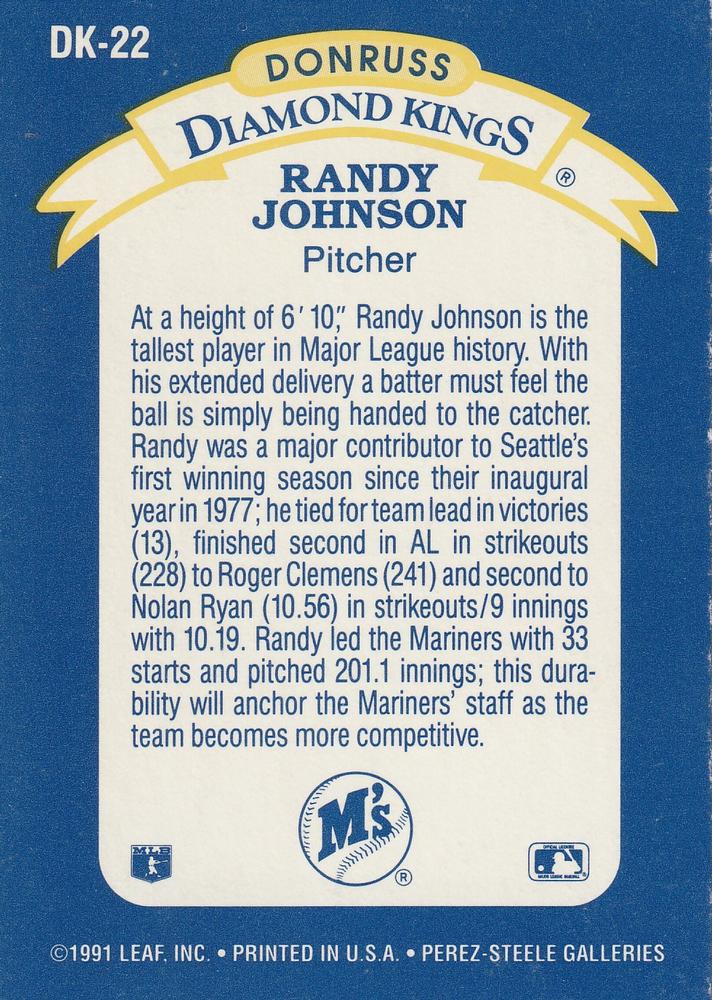 DK-22
DONRUSS
DIAMOND KINGS
®
RANDY
JOHNSON
Pitcher
At a height of 6' 10," Randy Johnson is the
tallest player in Major League history. With
his extended delivery a batter must feel the
ball is simply being handed to the catcher.
Randy was a major contributor to Seattle's
first winning season since their inaugural
year in 1977; he tied for team lead in victories
(13), finished second in AL in strikeouts
(228) to Roger Clemens (241) and second to
Nolan Ryan (10.56) in strikeouts/9 innings
with 10.19. Randy led the Mariners with 33
starts and pitched 201.1 innings; this dura-
bility will anchor the Mariners' staff as the
team becomes more competitive.
M's
®
MLB
OFFICIAL LICENSEE
MAJOR LEAGUE BASEBALL
©1991 LEAF, INC. • PRINTED IN U.S.A. • PEREZ-STEELE GALLERIES